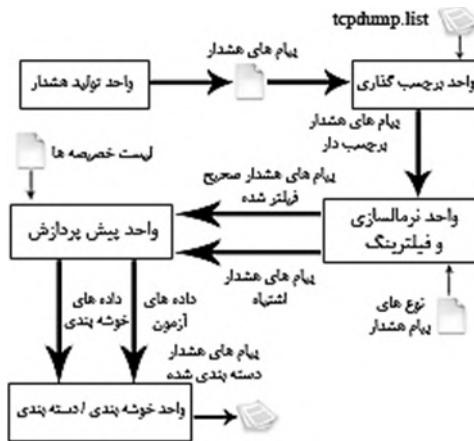 tcpdump.list
پیام های هشدار
واحد تولید هشدار
واحد برچسب گذاری
پیام های هشدار
برچسب دار
لیست خصیصه ها
پیام های هشدار صحیح
فیلتر شده
واحد پیش پردازش
واحد نرمالسازی
و فیلترینگ
پیام های هشدار
اشتباه
داده های
خوشه بندی
داده های
آزمون
نوع های
پیام هشدار
پیام های هشدار
دسته بندی شده
واحد خوشه بندی / دسته بندی